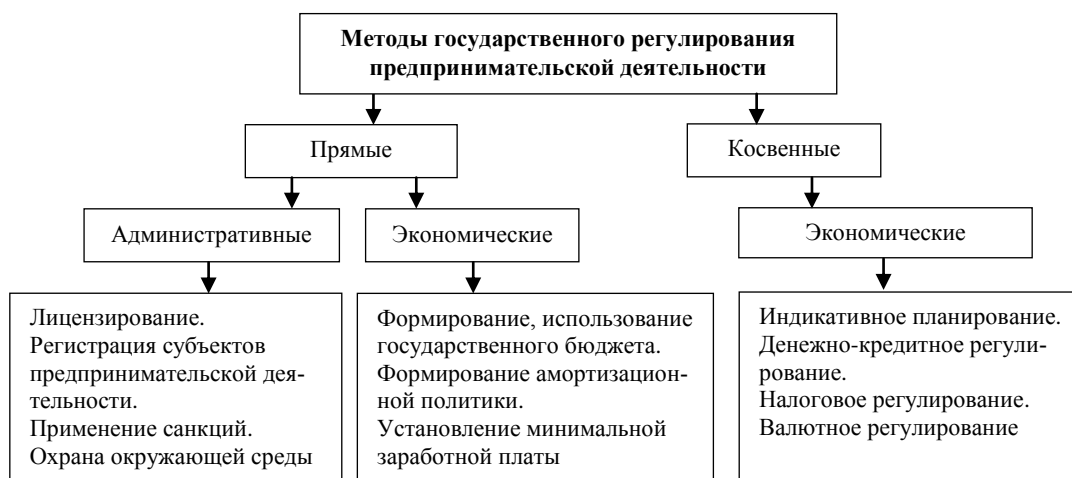 Методы государственного регулирования
предпринимательской деятельности
Прямые
Косвенные
Административные
Экономические
Экономические
Лицензирование.
Регистрация субъектов
предпринимательской дея-
тельности.
Применение санкций.
Охрана окружающей среды
Формирование, использование
государственного бюджета.
Формирование амортизацион-
ной политики.
Установление минимальной
заработной платы
Индикативное планирование.
Денежно-кредитное регули-
рование.
Налоговое регулирование.
Валютное регулирование